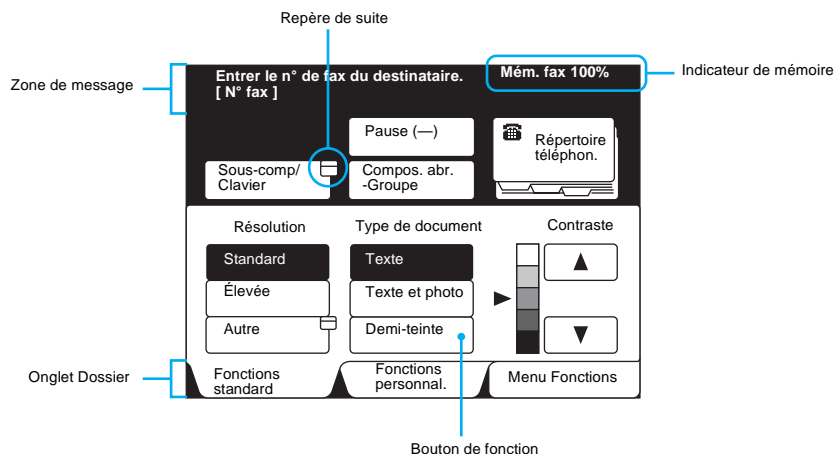 Repère de suite
Zone de message
Entrer le n° de fax du destinataire.
[ N° fax ]
Mém. fax 100%
Indicateur de mémoire
Pause (—)
Répertoire
téléphon.
Sous-comp/
Clavier
Compos. abr.
-Groupe
Résolution
Type de document
Contraste
Standard
Texte
Élevée
Texte et photo
Autre
Demi-teinte
Onglet Dossier
Fonctions
standard
Fonctions
personnal.
Menu Fonctions
Bouton de fonction